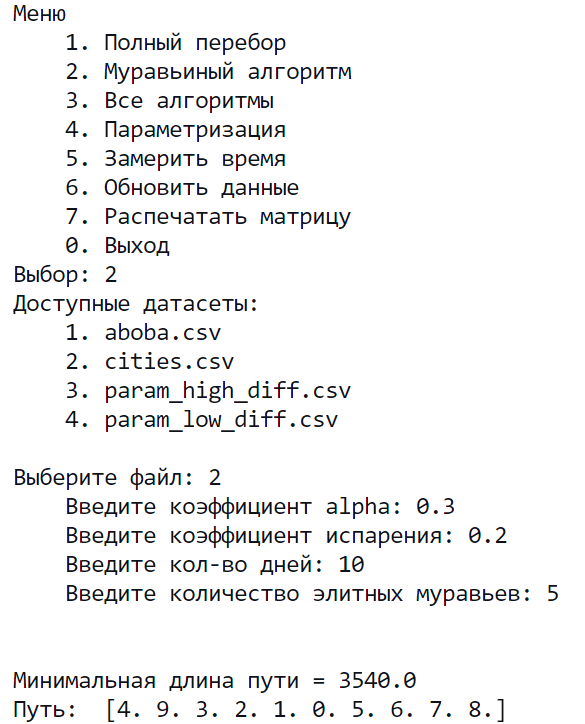 Меню
1. Полный перебор
2. Муравьиный алгоритм
3. Все алгоритмы
4. Параметризация
5. Замерить время
6. Обновить данные
7. Распечатать матрицу
0. Выход
Выбор: 2
Доступные датасеты:
1. aboba.csv
2. cities.csv
3. param_high_diff.csv
4. param_low_diff.csv
Выберите файл: 2
Введите коэффициент alpha: 0.3
Введите коэффициент испарения: 0.2
Введите кол-во дней: 10
Введите количество элитных муравьев: 5
Минимальная длина пути = 3540.0
Путь:  [4. 9. 3. 2. 1. 0. 5. 6. 7. 8.]